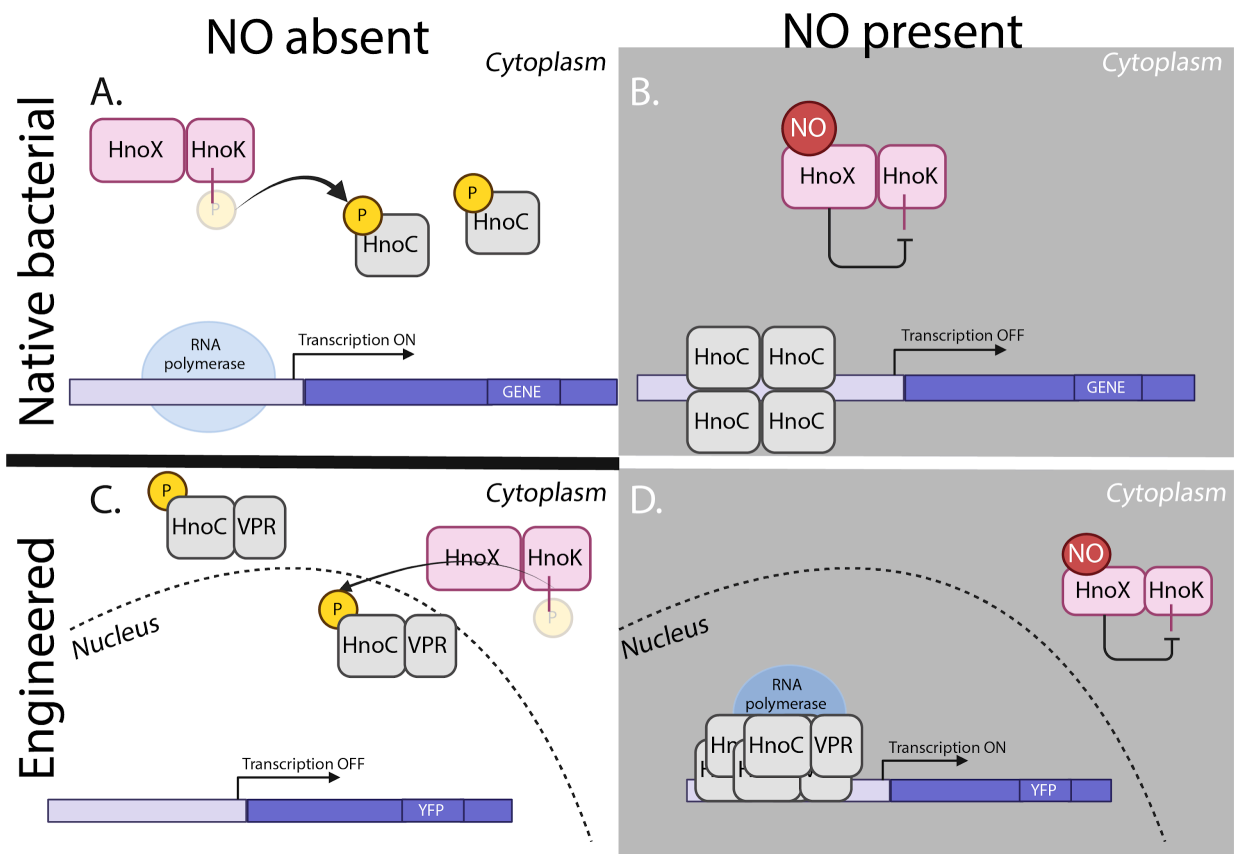 NO absent
NO present
Native bacterial
Engineered
A.
Cytoplasm
HnoX
HnoK
P
P
HnoC
P
HnoC
RNA
polymerase
Transcription ON
GENE
B.
Cytoplasm
NO
HnoX
HnoK
HnoC
HnoC
HnoC
HnoC
Transcription OFF
GENE
C.
Cytoplasm
P
HnoC
VPR
HnoX
HnoK
P
P
HnoC
VPR
Nucleus
Transcription OFF
YFP
D.
Cytoplasm
NO
HnoX
HnoK
Nucleus
RNA
polymerase
HnoC
VPR
Transcription ON
YFP